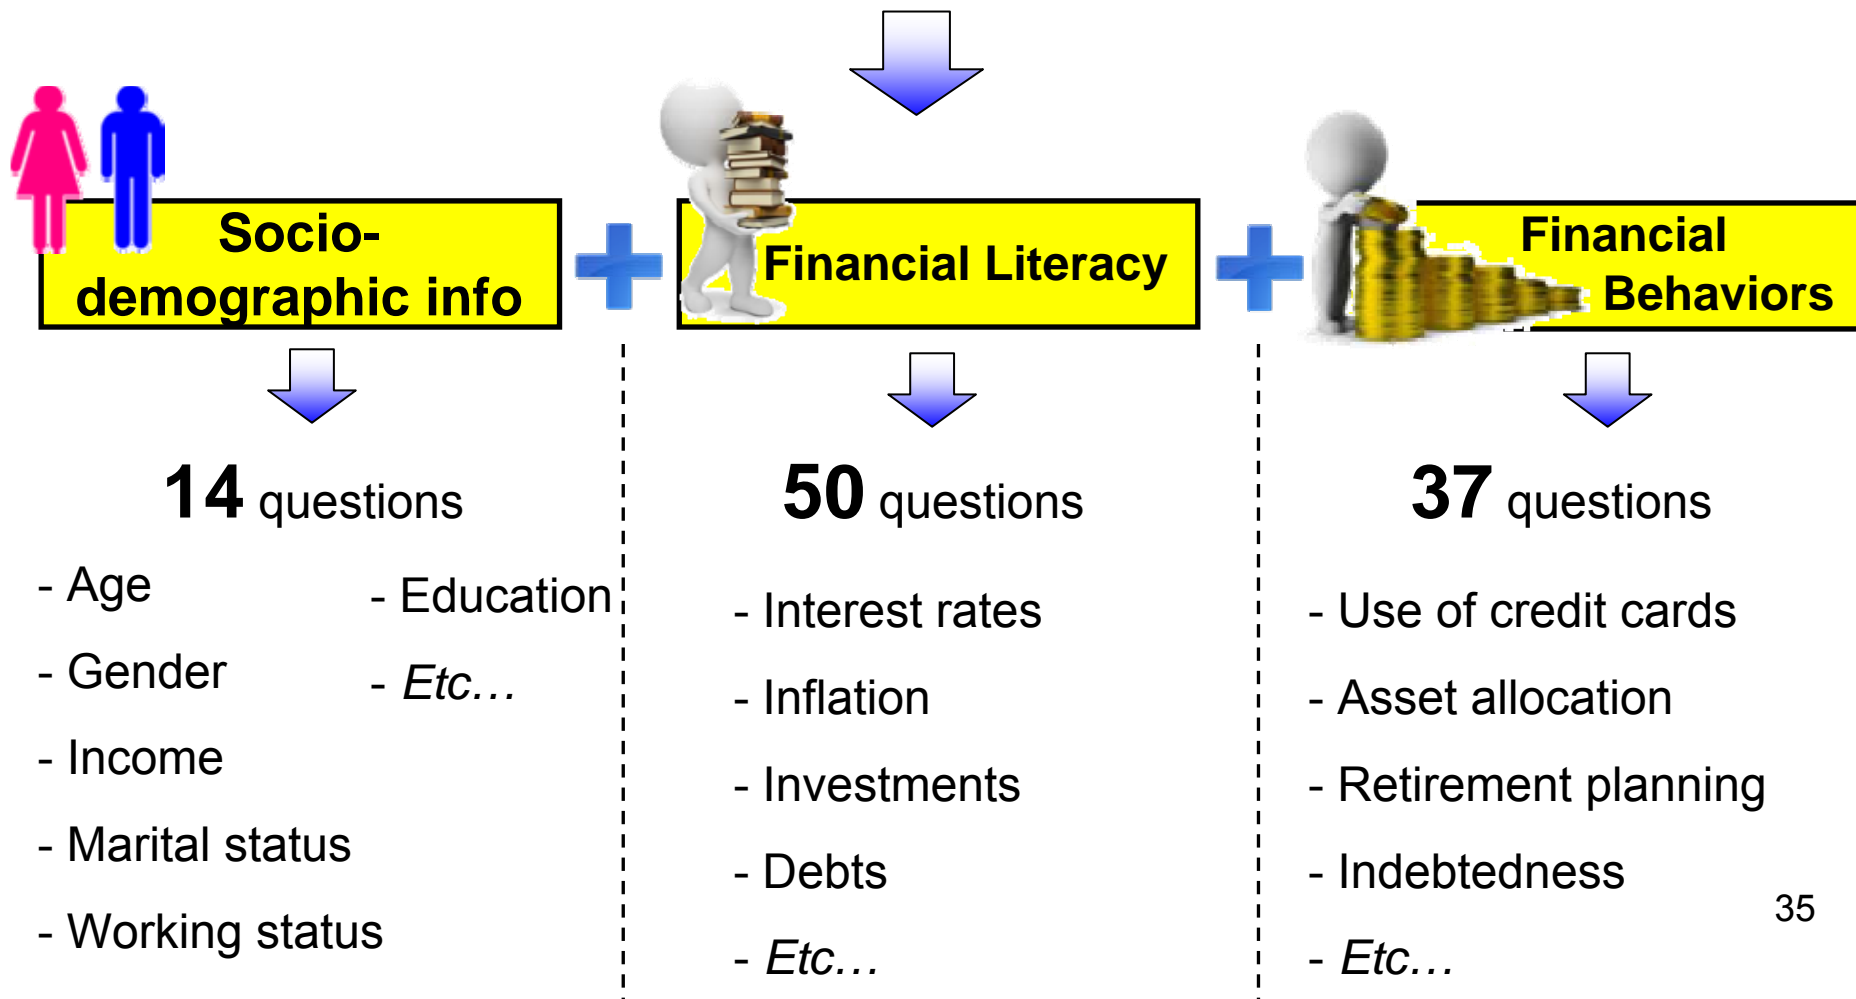 Socio-
demographic info
Financial Literacy
Financial
Behaviors
14 questions
- Age
- Gender
- Income
- Marital status
- Working status
- Education
- Etc…
50 questions
- Interest rates
- Inflation
- Investments
- Debts
- Etc…
37 questions
- Use of credit cards
- Asset allocation
- Retirement planning
- Indebtedness
- Etc…
35